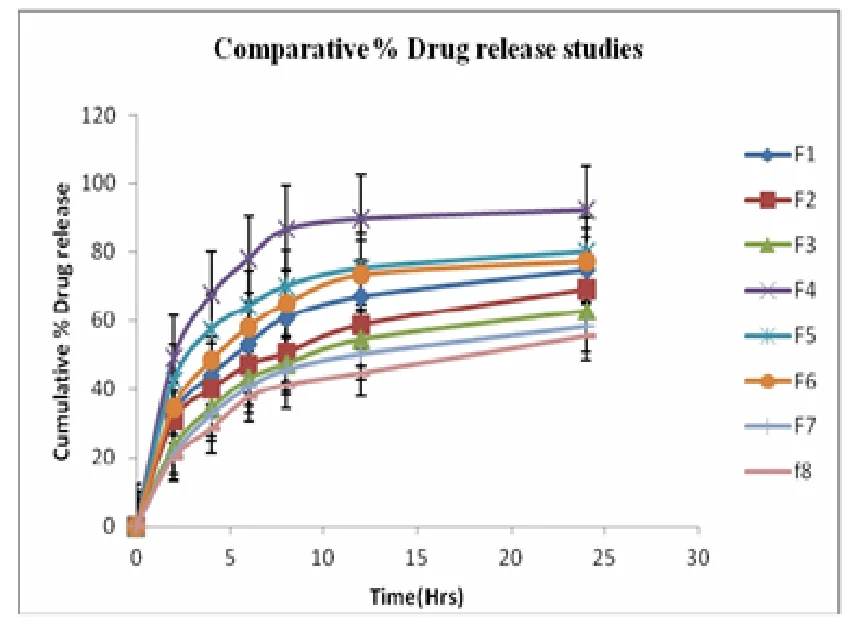 Comparative % Drug release studies
120
100
80
60
40
20
0
Cumulative % Drug release
0 5 10 15 20 25 30
Time(Hrs)
F1
F2
F3
F4
F5
F6
F7
f8